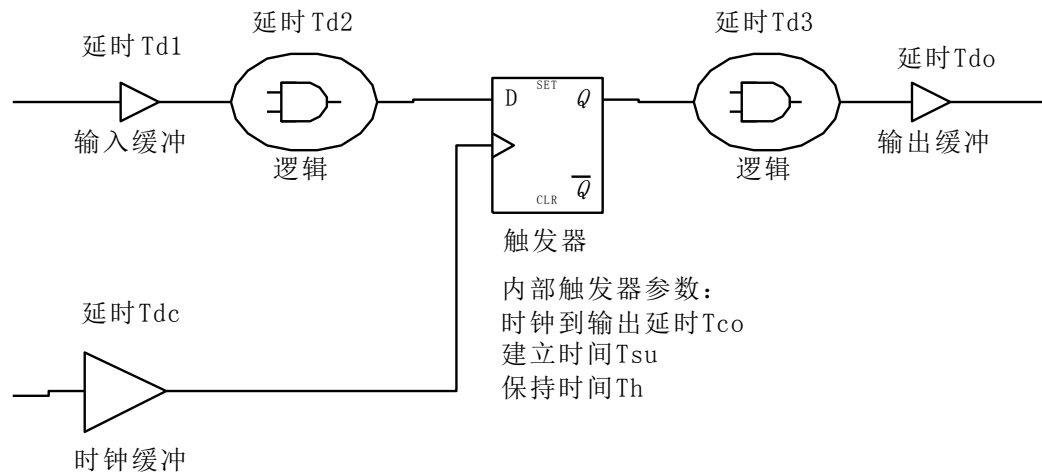 延时Td2
延时Td3
延时Td1
延时Tdo
D
SET
Q
输入缓冲
逻辑
Q
CLR
逻辑
输出缓冲
触发器
内部触发器参数:
时钟到输出延时Tco
建立时间Tsu
保持时间Th
延时Tdc
时钟缓冲